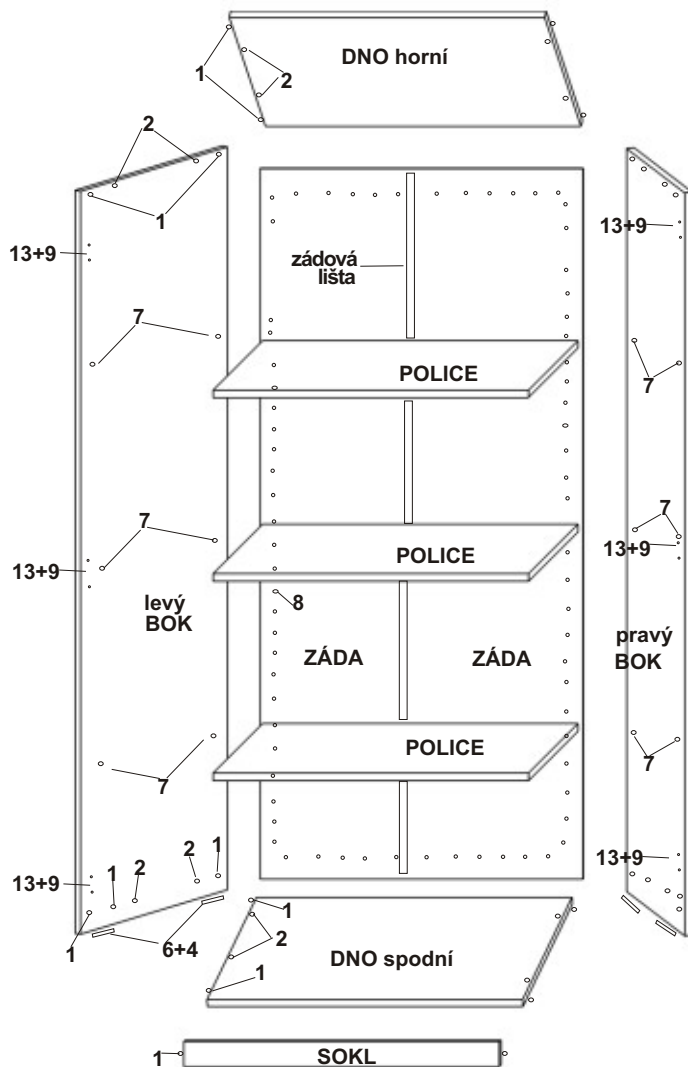 DNO horní
1
2
2
1
13+9
13+9
zádová
lišta
7
POLICE
7
7
7
13+9
13+9
POLICE
levý
BOK
8
ZÁDA
ZÁDA
pravý
BOK
POLICE
7
7
13+9
1
2
2
1
13+9
1
6+4
1
2
1
DNO spodní
1
SOKL